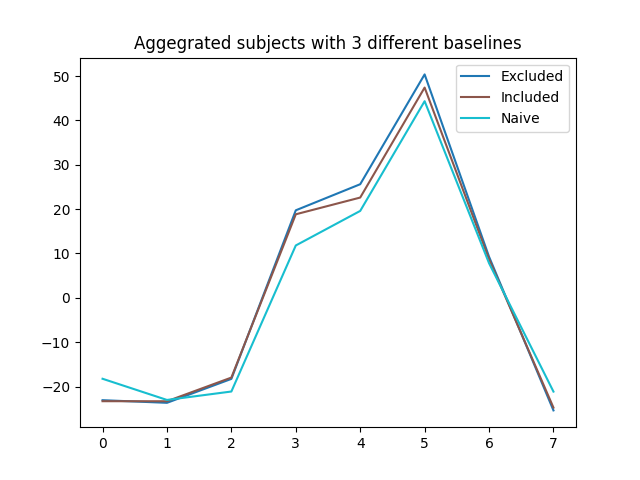 Aggegrated subjects with 3 different baselines
50
40
30
20
10
0
−10
−20
Excluded
Included
Naive
0 1 2 3 4 5 6 7